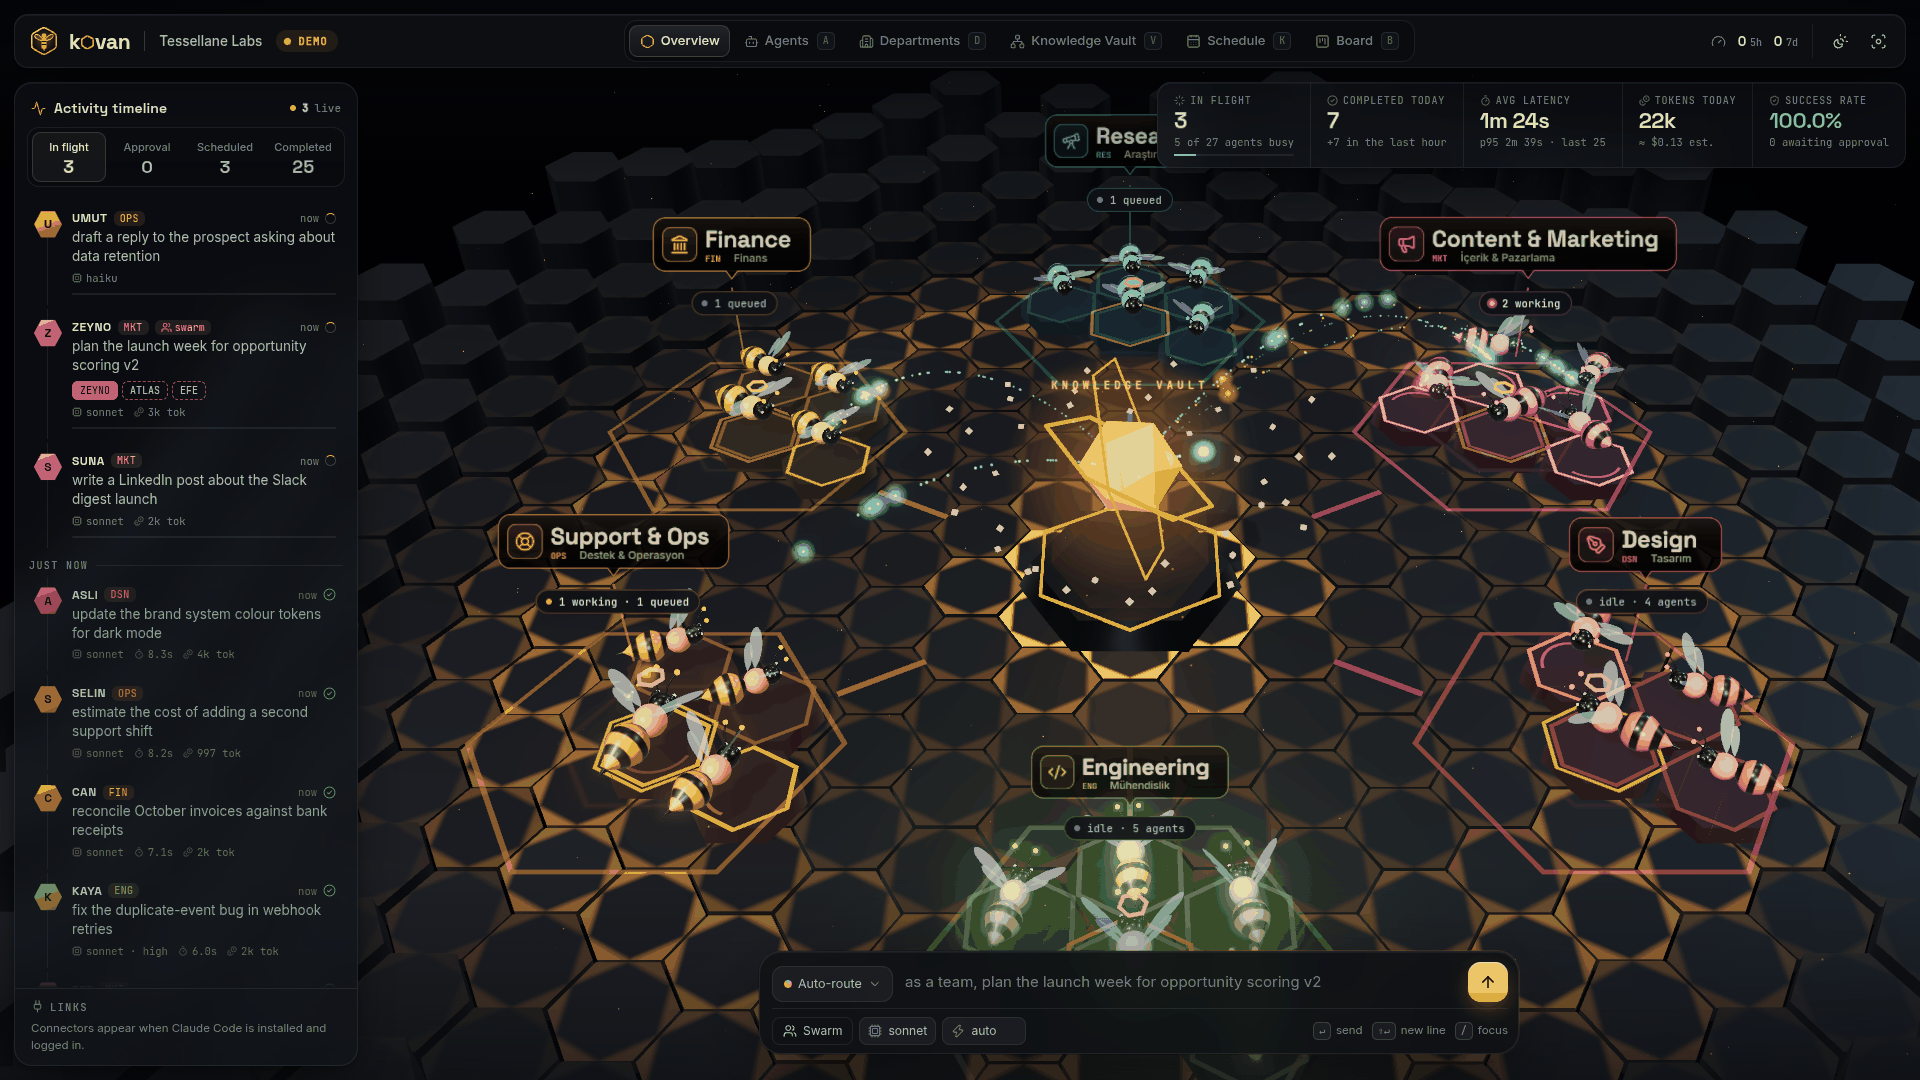 kovan
Tessellane Labs
DEMO
Overview
Agents A
Departments D
Knowledge Vault V
Schedule K
Board B
0 5h 0 7d
Activity timeline
3 live
In flight
3
Approval
0
Scheduled
3
Completed
25
U
UMUT OPS now
draft a reply to the prospect asking about
data retention
haiku
Z
ZEYNO MKT swarm now
plan the launch week for opportunity
scoring v2
ZEYNO ATLAS EFE
sonnet 3k tok
S
SUNA MKT now
write a LinkedIn post about the Slack
digest launch
sonnet 2k tok
JUST NOW
A
ASLI DSN now
update the brand system colour tokens
for dark mode
sonnet 8.3s 4k tok
S
SELIN OPS now
estimate the cost of adding a second
support shift
sonnet 8.2s 997 tok
C
CAN FIN now
reconcile October invoices against bank
receipts
sonnet 7.1s 2k tok
K
KAYA ENG now
fix the duplicate-event bug in webhook
retries
sonnet · high 6.0s 2k tok
LINKS
Connectors appear when Claude Code is installed and
logged in.
IN FLIGHT
3
5 of 27 agents busy
COMPLETED TODAY
7
+7 in the last hour
AVG LATENCY
1m 24s
p95 2m 39s · last 25
TOKENS TODAY
22k
≈ $0.13 est.
SUCCESS RATE
100.0%
0 awaiting approval
Resea
RES Araştır
1 queued
Finance
FIN Finans
1 queued
Content & Marketing
MKT İçerik & Pazarlama
2 working
KNOWLEDGE VAULT
Support & Ops
OPS Destek & Operasyon
1 working · 1 queued
Design
DSN Tasarım
idle · 4 agents
Engineering
ENG Mühendislik
idle · 5 agents
Auto-route
as a team, plan the launch week for opportunity scoring v2
Swarm
sonnet
auto
send
new line
/ focus